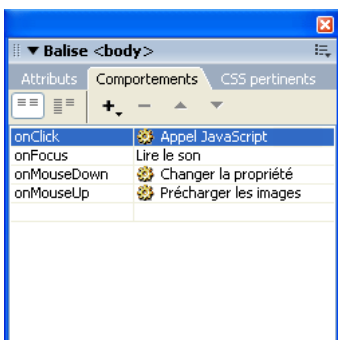 Balise <body>
Attributs Comportements CSS pertinents
onClick Appel JavaScript
onFocus Lire le son
onMouseDown Changer la propriété
onMouseUp Précharger les images